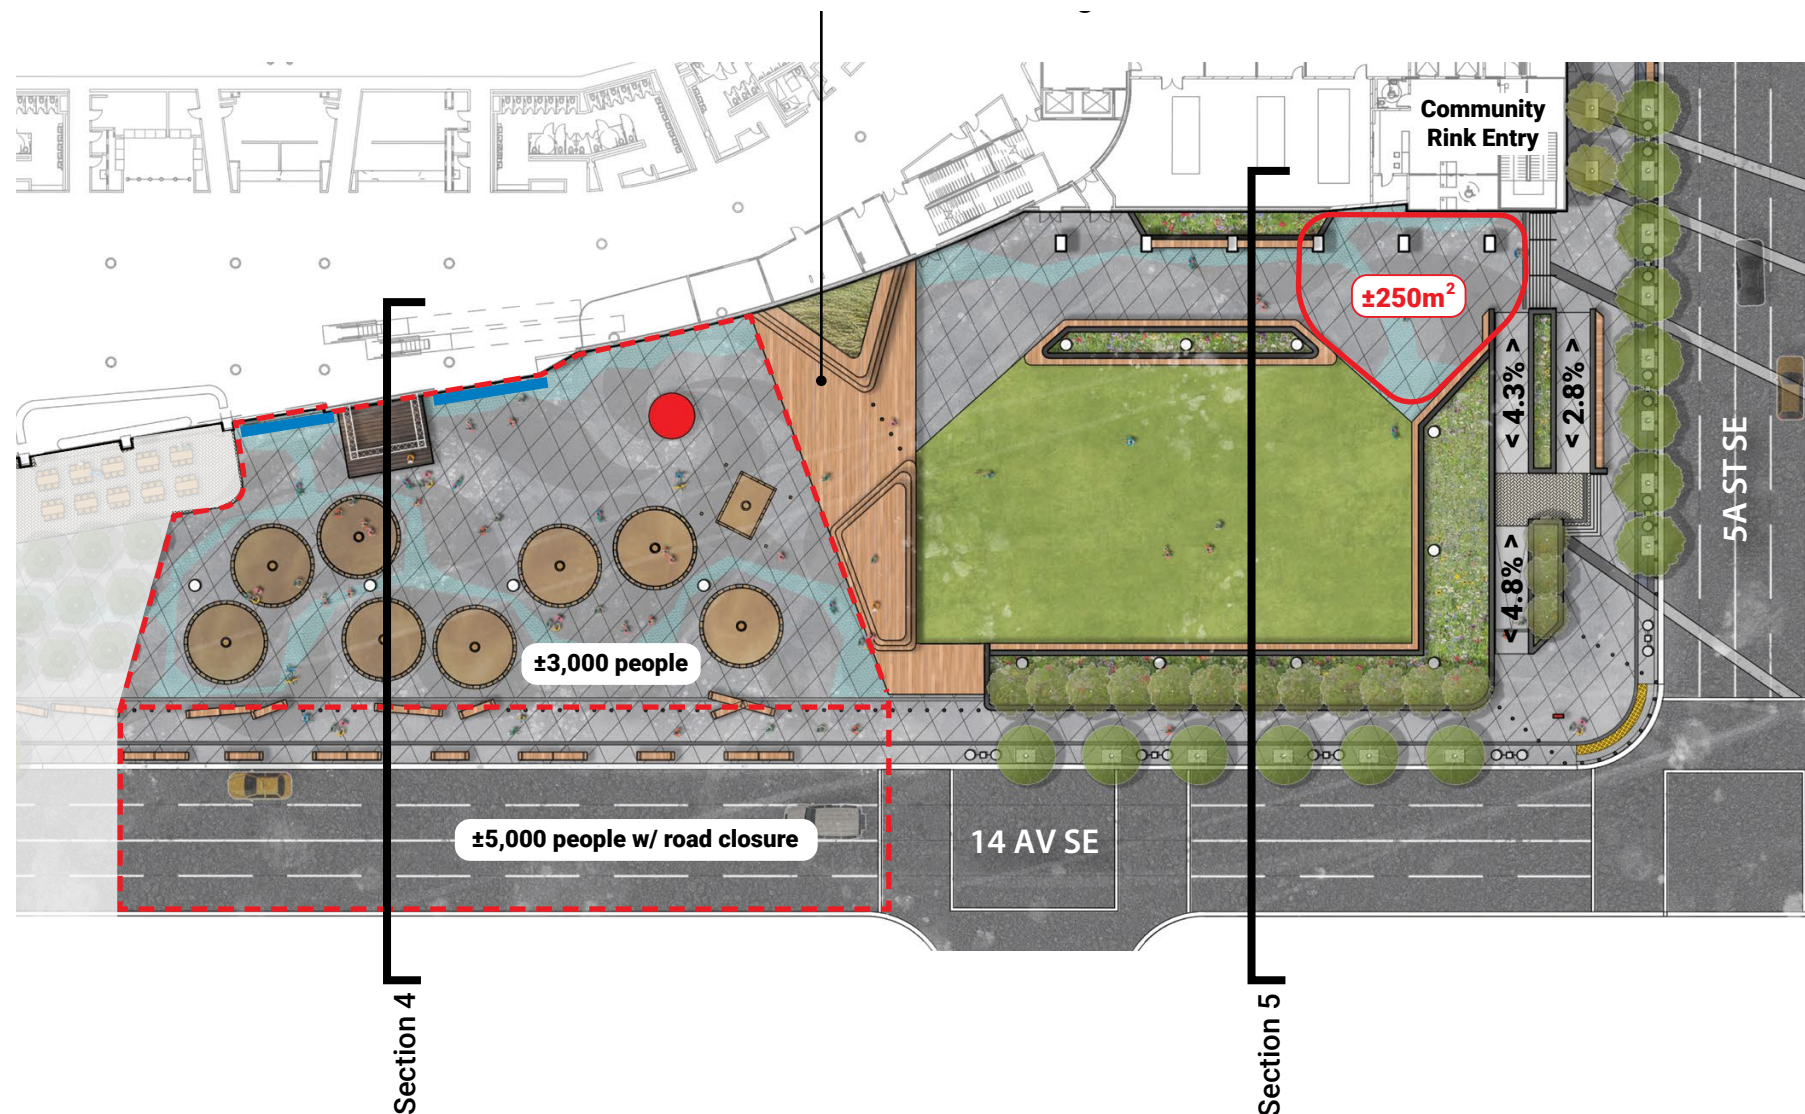 Community
Rink Entry
±250m²
< 4.3% >
< 2.8% >
5A ST SE
< 4.8% >
±3,000 people
±5,000 people w/ road closure
14 AV SE
Section 4
Section 5